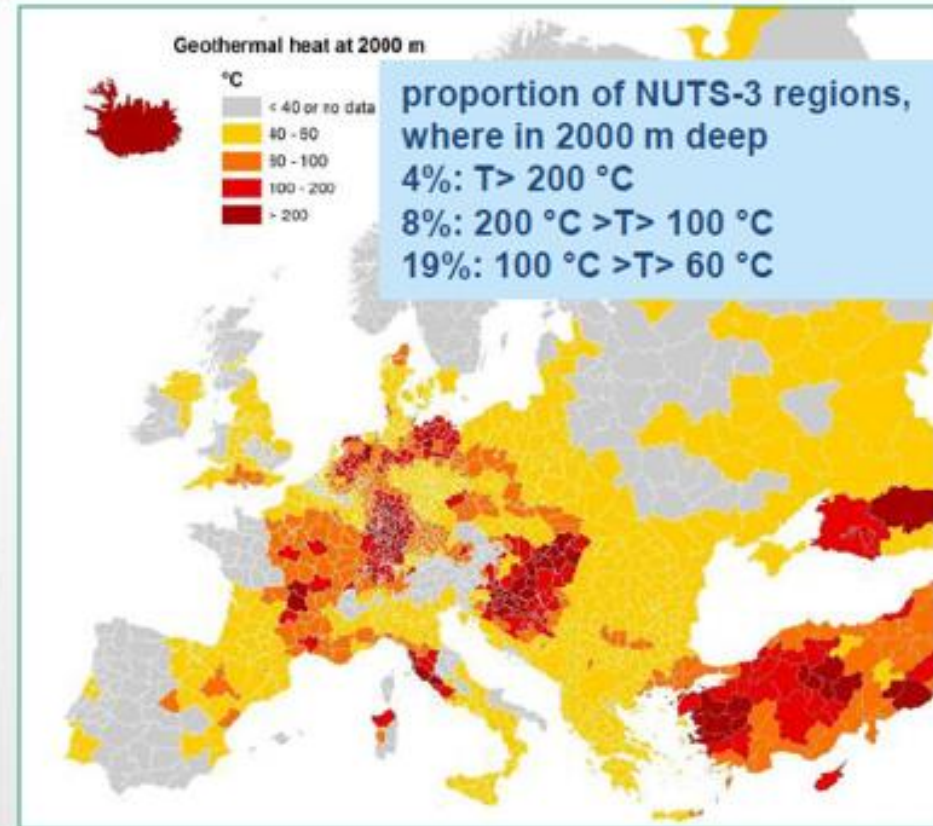 Geothermal heat at 2000 m
°C
< 40 or no data
40 - 60
60 - 100
100 - 200
> 200
proportion of NUTS-3 regions,
where in 2000 m deep
4%: T> 200 °C
8%: 200 °C >T> 100 °C
19%: 100 °C >T> 60 °C